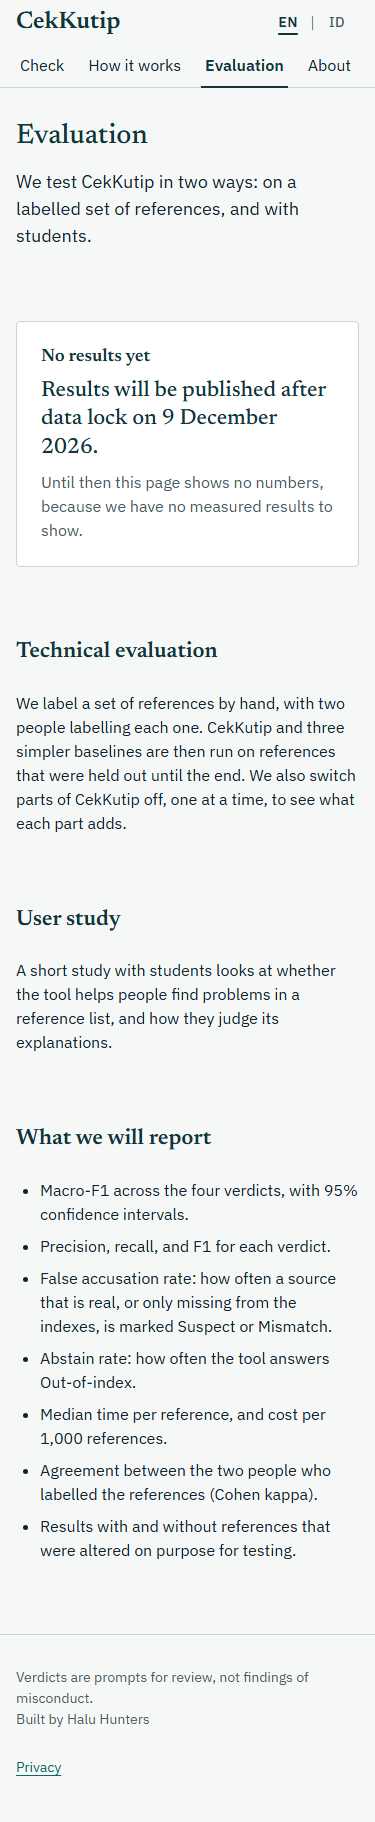 CekKutip
EN | ID
Check How it works Evaluation About
Evaluation
We test CekKutip in two ways: on a
labelled set of references, and with
students.
No results yet
Results will be published after
data lock on 9 December
2026.
Until then this page shows no numbers,
because we have no measured results to
show.
Technical evaluation
We label a set of references by hand, with two
people labelling each one. CekKutip and three
simpler baselines are then run on references
that were held out until the end. We also switch
parts of CekKutip off, one at a time, to see what
each part adds.
User study
A short study with students looks at whether
the tool helps people find problems in a
reference list, and how they judge its
explanations.
What we will report
• Macro-F1 across the four verdicts, with 95%
confidence intervals.
• Precision, recall, and F1 for each verdict.
• False accusation rate: how often a source
that is real, or only missing from the
indexes, is marked Suspect or Mismatch.
• Abstain rate: how often the tool answers
Out-of-index.
• Median time per reference, and cost per
1,000 references.
• Agreement between the two people who
labelled the references (Cohen kappa).
• Results with and without references that
were altered on purpose for testing.
Verdicts are prompts for review, not findings of
misconduct.
Built by Halu Hunters
Privacy